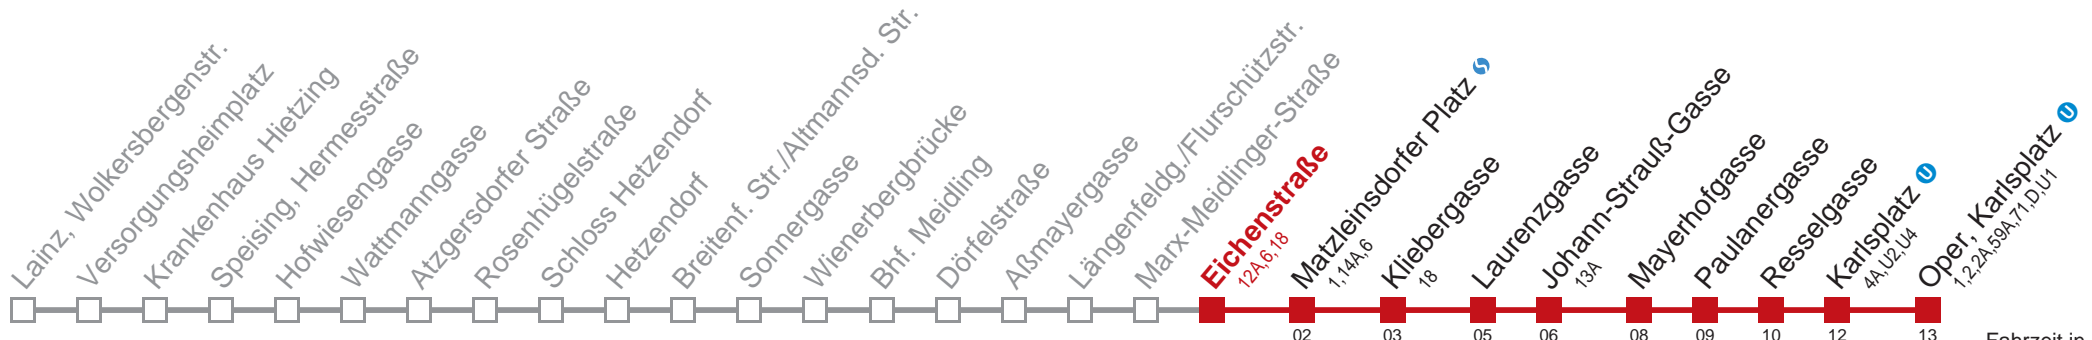 Lainz, Wolkersbergenstr.
Versorgungsheimplatz
Krankenhaus Hietzing
Speising, Hermesstraße
Hofwiesengasse
Wattmanngasse
Atzgersdorfer Straße
Rosenhügelstraße
Schloss Hetzendorf
Hetzendorf
Breitenf. Str./Altmannsd. Str.
Sonnergasse
Wienerbergbrücke
Bhf. Meidling
Dörfelstraße
Aßmayergasse
Längenfeldg./Flurschützstr.
Marx-Meidlinger-Straße
Eichenstraße
12A,6,18
Matzleinsdorfer Platz
1,14A,6
02
Kliebergasse
18
03
Laurenzgasse
05
Johann-Strauß-Gasse
13A
06
Mayerhofgasse
08
Paulanergasse
09
Resselgasse
10
Karlsplatz U
4A,U2,U4
12
Oper, Karlsplatz U
1,2,2A,59A,71,D,U1
13
Fahrzeit in